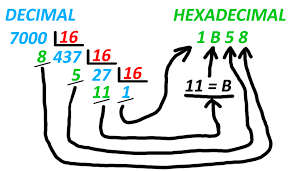 DECIMAL HEXADECIMAL
7000 16 1 B 5 8
8 437 16
5 27 16 11 = B
11 1